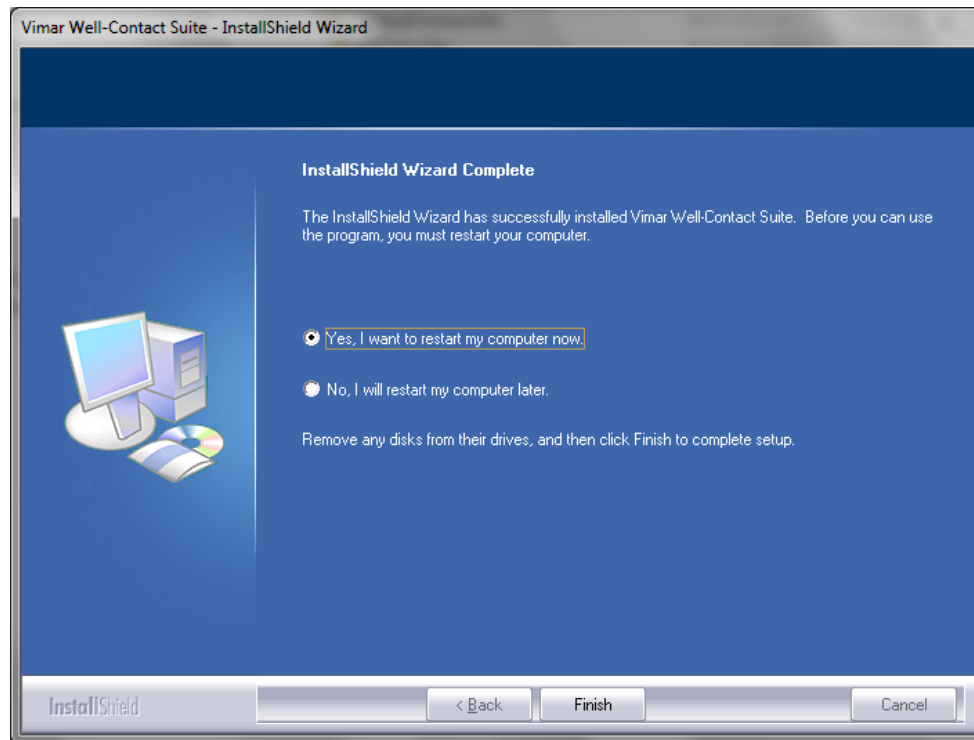 Vimar Well-Contact Suite - InstallShield Wizard
InstallShield Wizard Complete
The InstallShield Wizard has successfully installed Vimar Well-Contact Suite. Before you can use
the program, you must restart your computer.
Yes, I want to restart my computer now.
No, I will restart my computer later.
Remove any disks from their drives, and then click Finish to complete setup.
InstallShield
< Back
Finish
Cancel